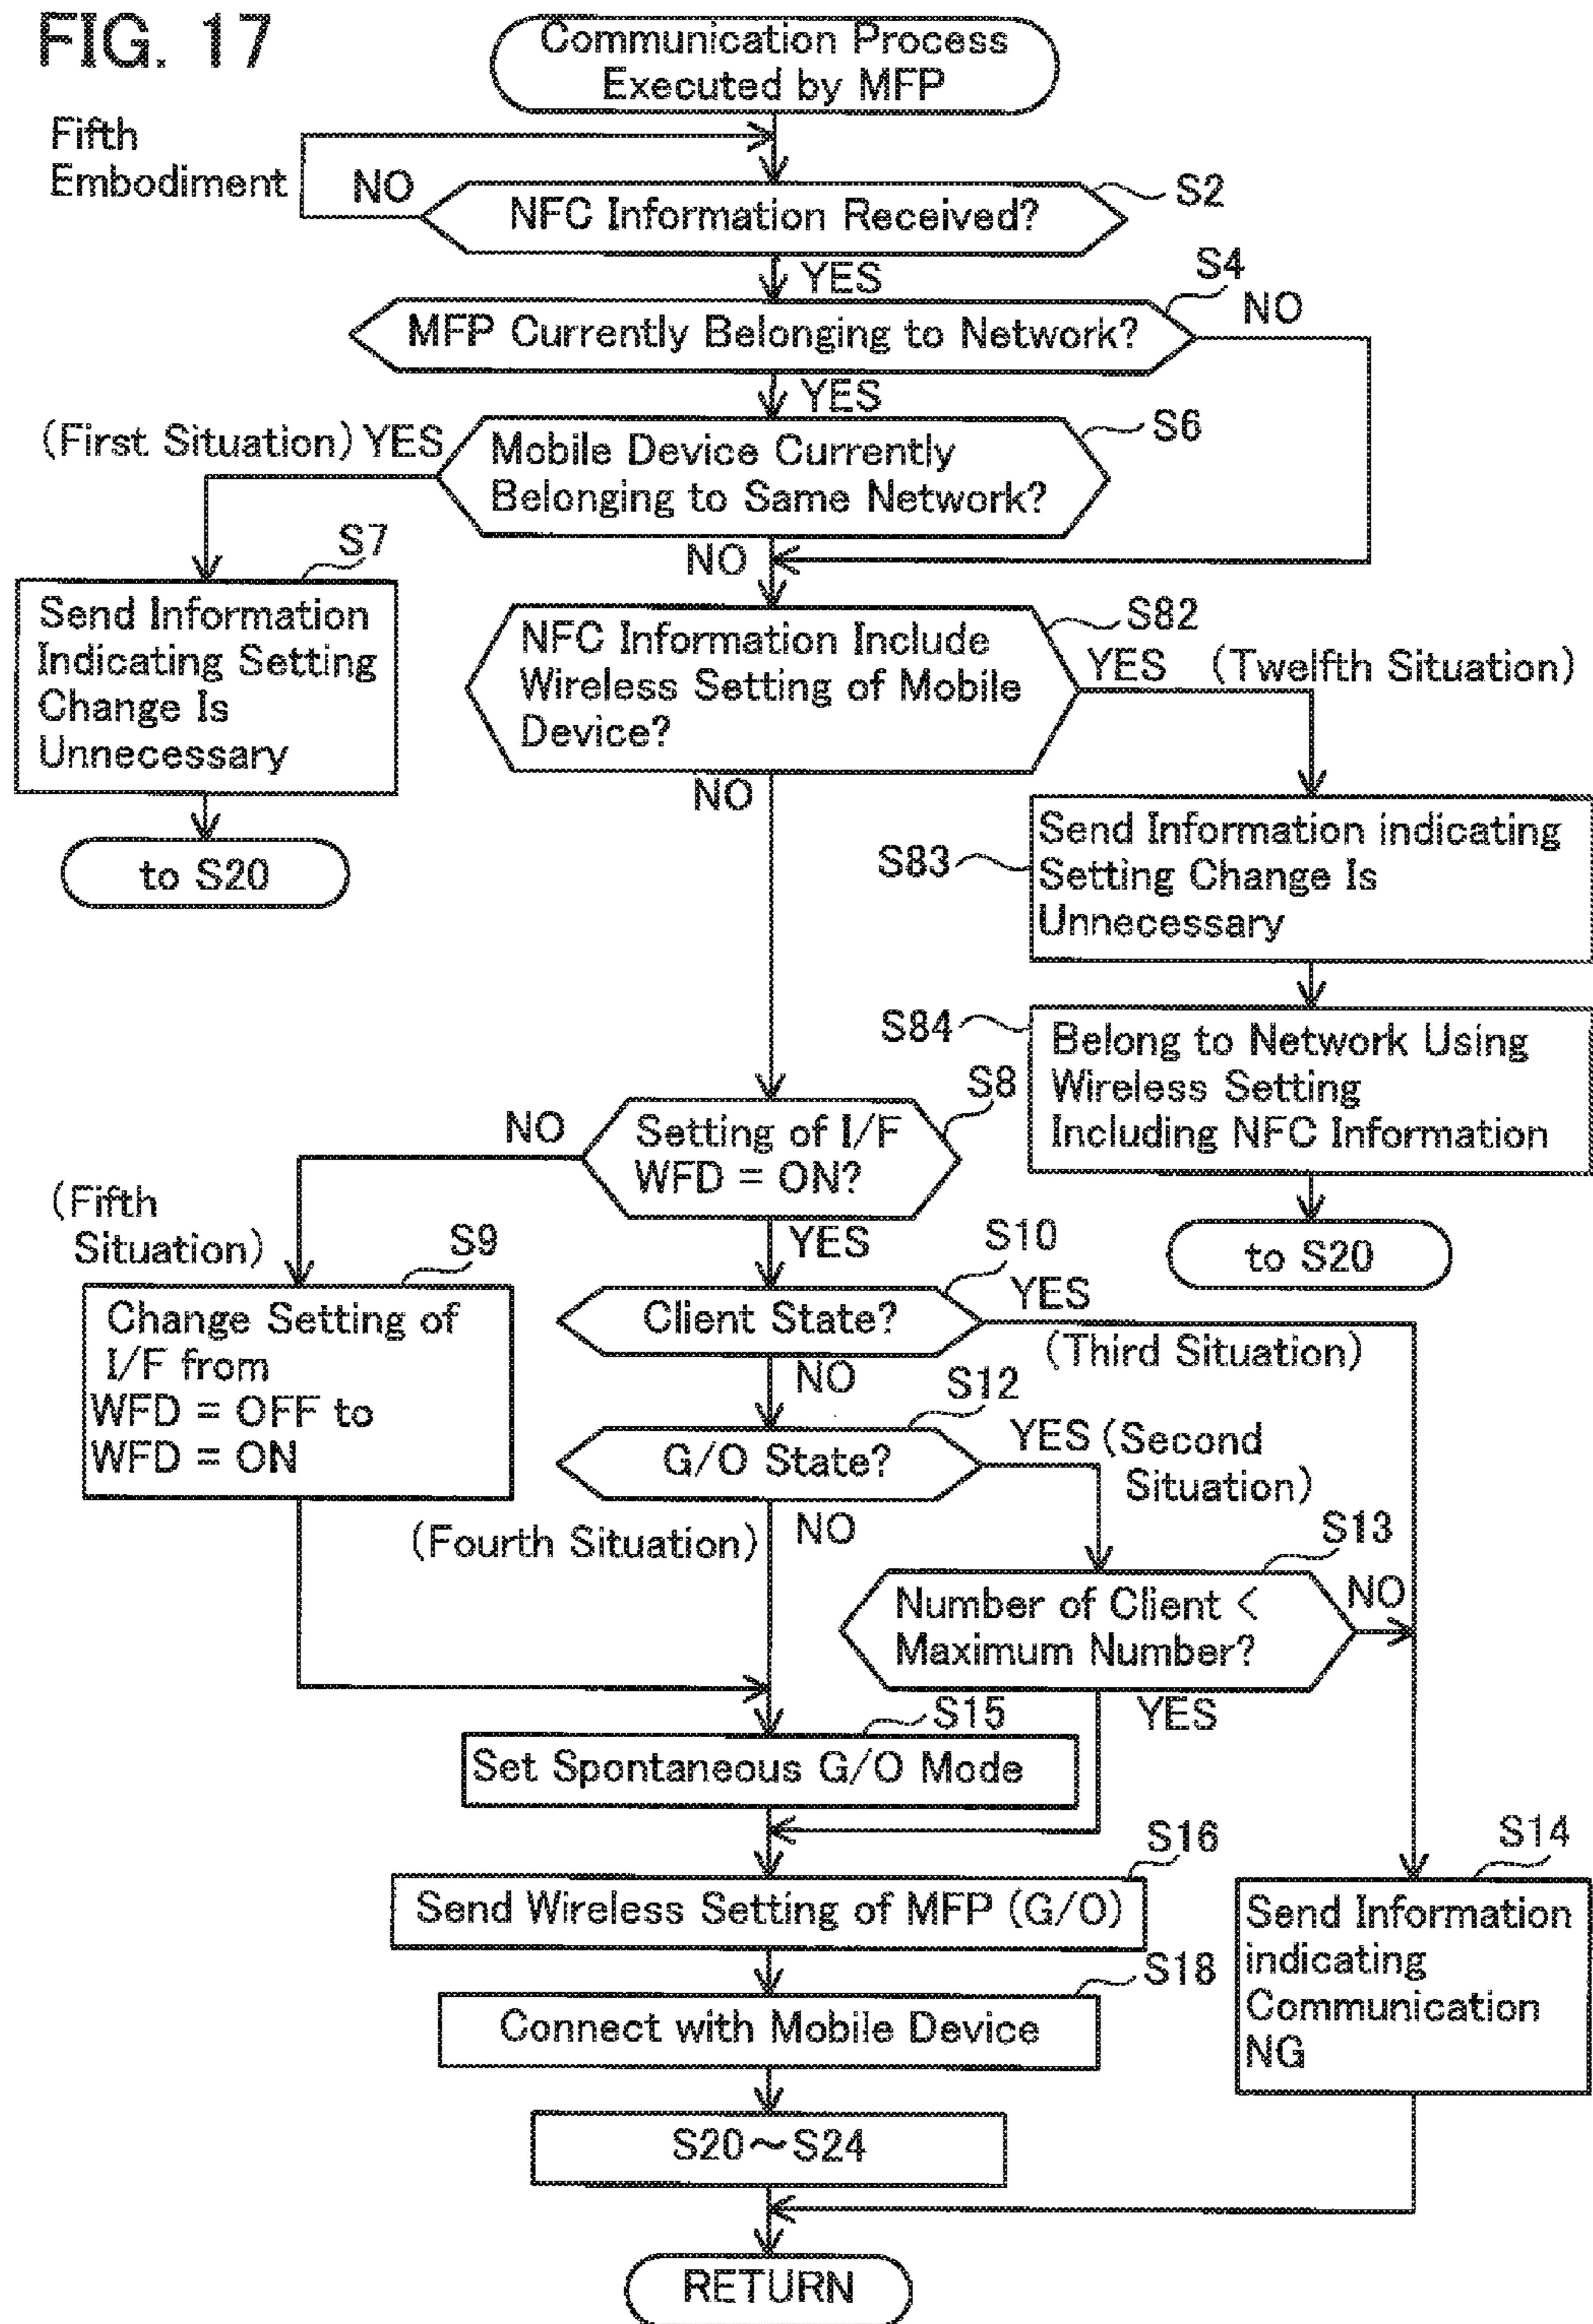 FIG. 17
Communication Process
Executed by MFP
Fifth
Embodiment
NO
NFC Information Received?
S2
YES
S4
MFP Currently Belonging to Network?
NO
YES
(First Situation) YES
S6
Mobile Device Currently
Belonging to Same Network?
NO
S7
Send Information
Indicating Setting
Change Is
Unnecessary
to S20
S82
NFC Information Include
Wireless Setting of Mobile
Device?
YES (Twelfth Situation)
NO
S83
Send Information indicating
Setting Change Is
Unnecessary
S84
Belong to Network Using
Wireless Setting
Including NFC Information
to S20
S8
Setting of I/F
WFD = ON?
NO
(Fifth
Situation)
YES
S9
Change Setting of
I/F from
WFD = OFF to
WFD = ON
S10
Client State?
YES
(Third Situation)
NO
S12
G/O State?
YES (Second
Situation)
(Fourth Situation)
NO
S13
Number of Client <
Maximum Number?
NO
YES
S15
Set Spontaneous G/O Mode
S16
Send Wireless Setting of MFP (G/O)
S14
Send Information
indicating
Communication
NG
S18
Connect with Mobile Device
S20~S24
RETURN